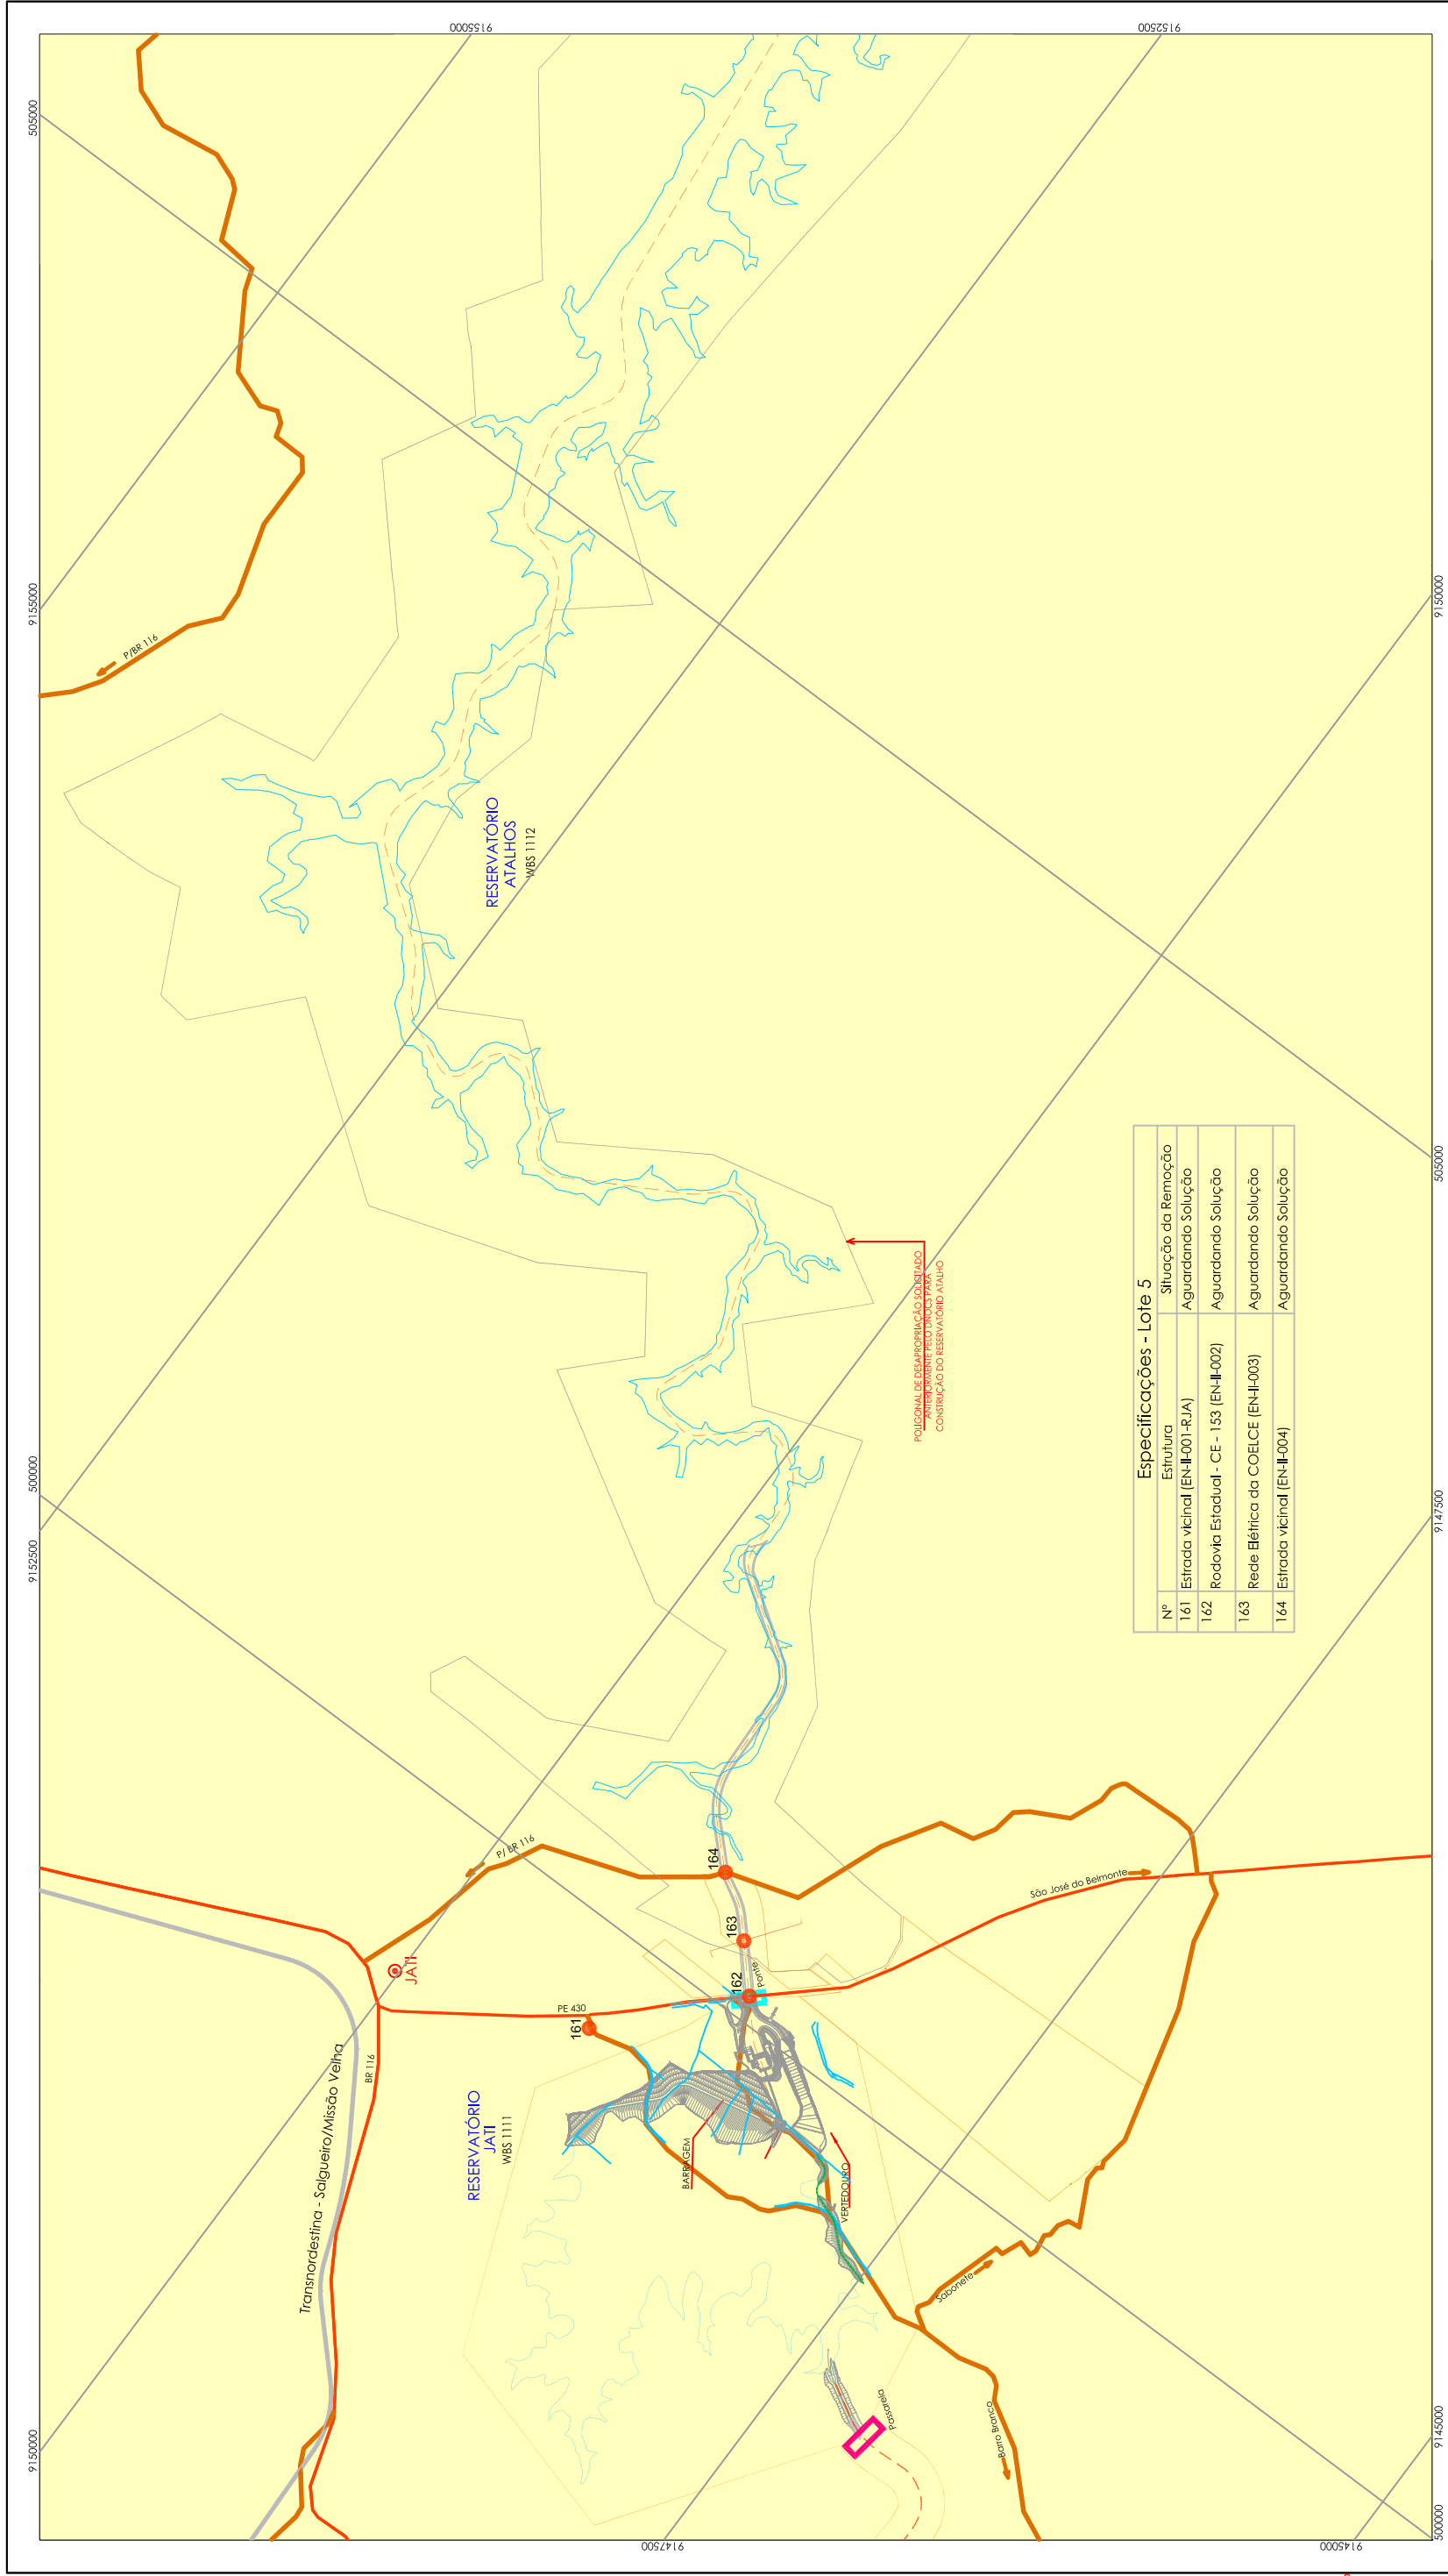 9155000
505000
9152500
9155000
P/BR 116
RESERVATÓRIO
ATALHOS
WBS 1112
9150000
505000
POLIGONAL DE DESAPROPRIAÇÃO SOLICITADO
ANTERIORMENTE PELO DNOCS PARA
CONSTRUÇÃO DO RESERVATÓRIO ATALHO
500000
9152500
9147500
Especificações - Lote 5
Nº Estrutura Situação da Remoção
161 Estrada vicinal (EN-II-001-RJA) Aguardando Solução
162 Rodovia Estadual - CE - 153 (EN-II-002) Aguardando Solução
163 Rede Elétrica da COELCE (EN-II-003) Aguardando Solução
164 Estrada vicinal (EN-II-004) Aguardando Solução
P/ BR 116
164
163
162
Ponte
161
São José do Belmonte
JATI
PE 430
BR 116
Transnordestina - Salgueiro/Missão Velha
RESERVATÓRIO
JATI
WBS 1111
BARRAGEM
VERTEDOURO
Sabonete
Passarela
Barro Branco
9150000
9147500
9145000
500000
9145000